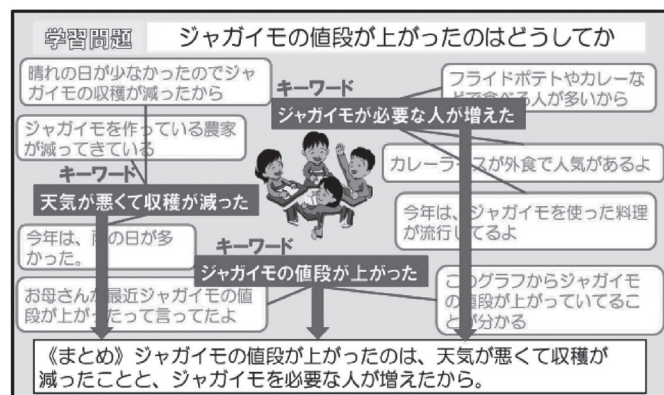 学習問題 ジャガイモの値段が上がったのはどうしてか
晴れの日が少なかったのでジャ
ガイモの収穫が減ったから
キーワード
フライドポテトやカレーな
どで食べる人が多いから
ジャガイモが必要な人が増えた
ジャガイモを作っている農家
が減ってきている
キーワード
天気が悪くて収穫が減った
カレーライスが外食で人気があるよ
今年は、ジャガイモを使った料理
が流行してるよ
今年は、雨の日が多
かった。
キーワード
ジャガイモの値段が上がった
お母さんが最近ジャガイモの値
段が上がったって言ってたよ
このグラフからジャガイモ
の値段が上がっていてるこ
とが分かる
《まとめ》ジャガイモの値段が上がったのは、天気が悪くて収穫が
減ったことと、ジャガイモを必要な人が増えたから。